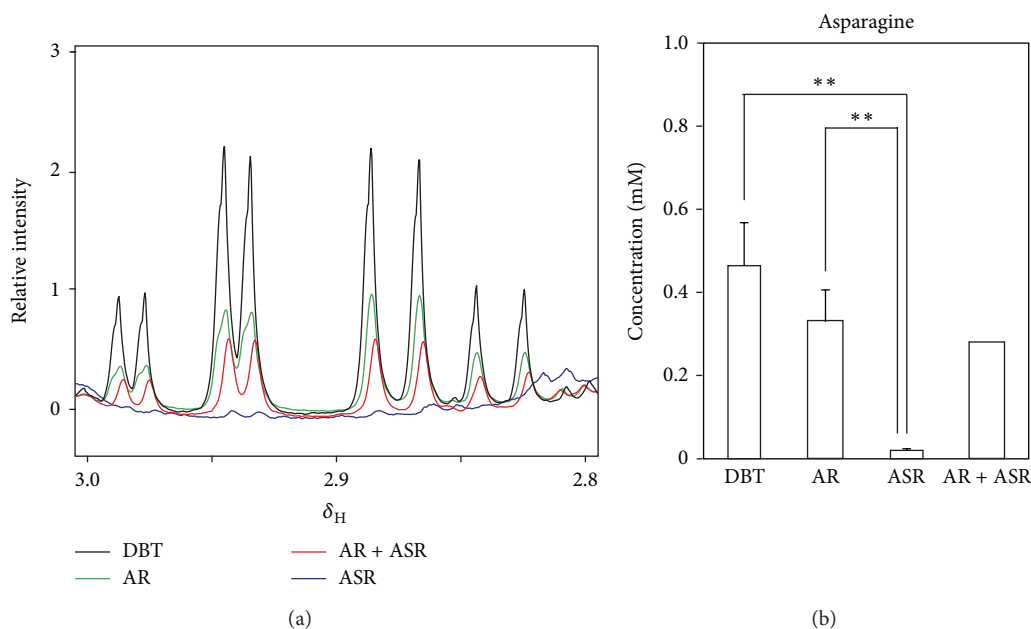 3
2
1
0
Relative intensity
3.0
2.9
2.8
δH
DBT
AR
AR + ASR
ASR
(a)
Asparagine
1.0
0.8
0.6
0.4
0.2
0
Concentration (mM)
**
**
DBT
AR
ASR
AR + ASR
(b)